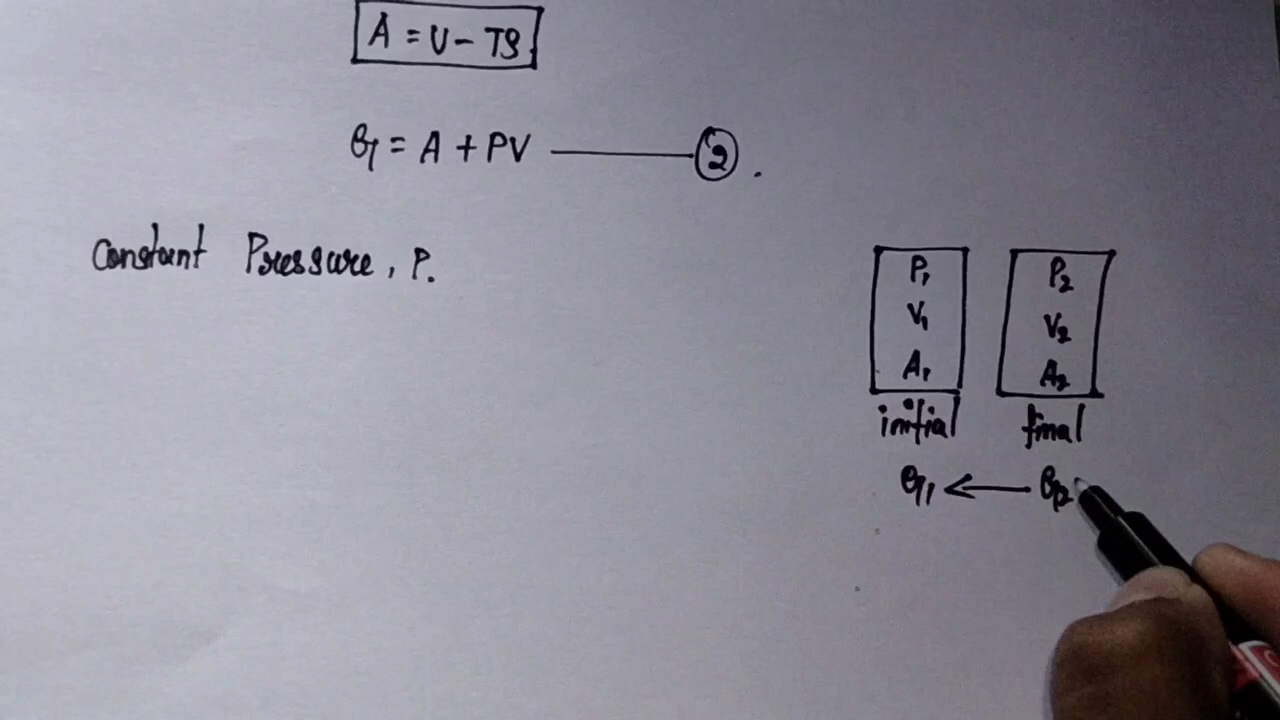 A = U - TS
G = A + PV ——— 2 .
Constant Pressure, P.
P₁
V₁
A₁
initial
P₂
V₂
A₂
final
G₁ ← G₂